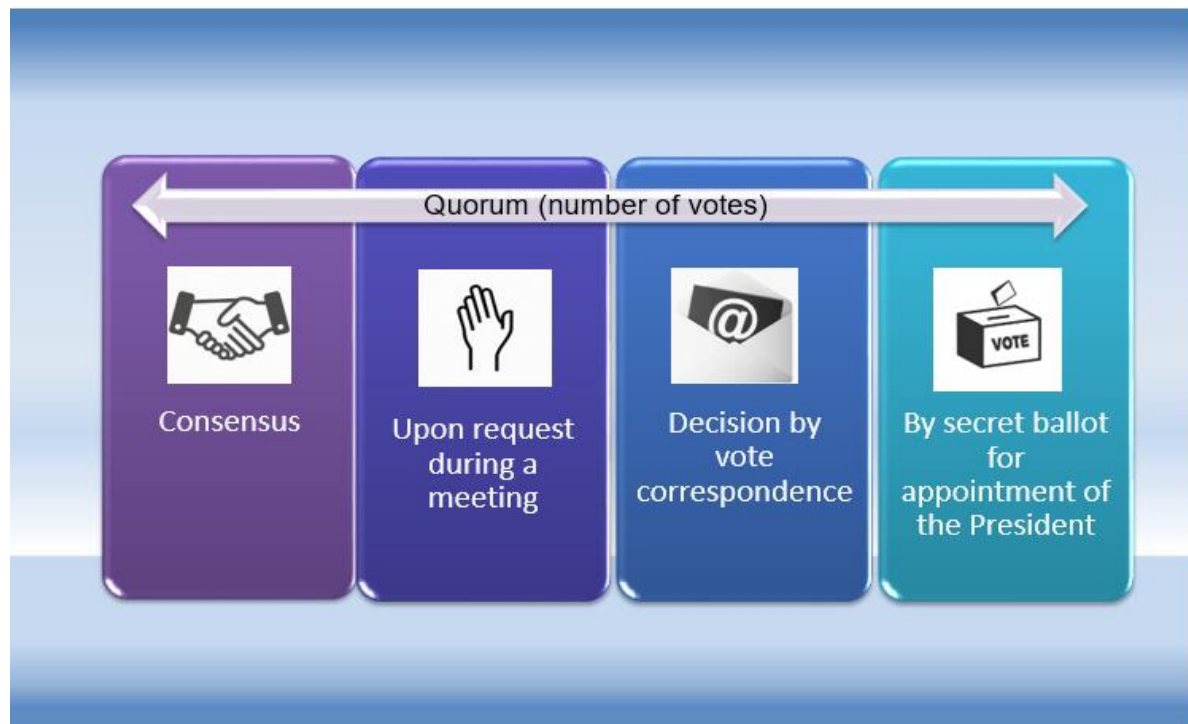 Quorum (number of votes)
Consensus
Upon request
during a
meeting
@
Decision by
vote
correspondence
VOTE
By secret ballot
for
appointment of
the President